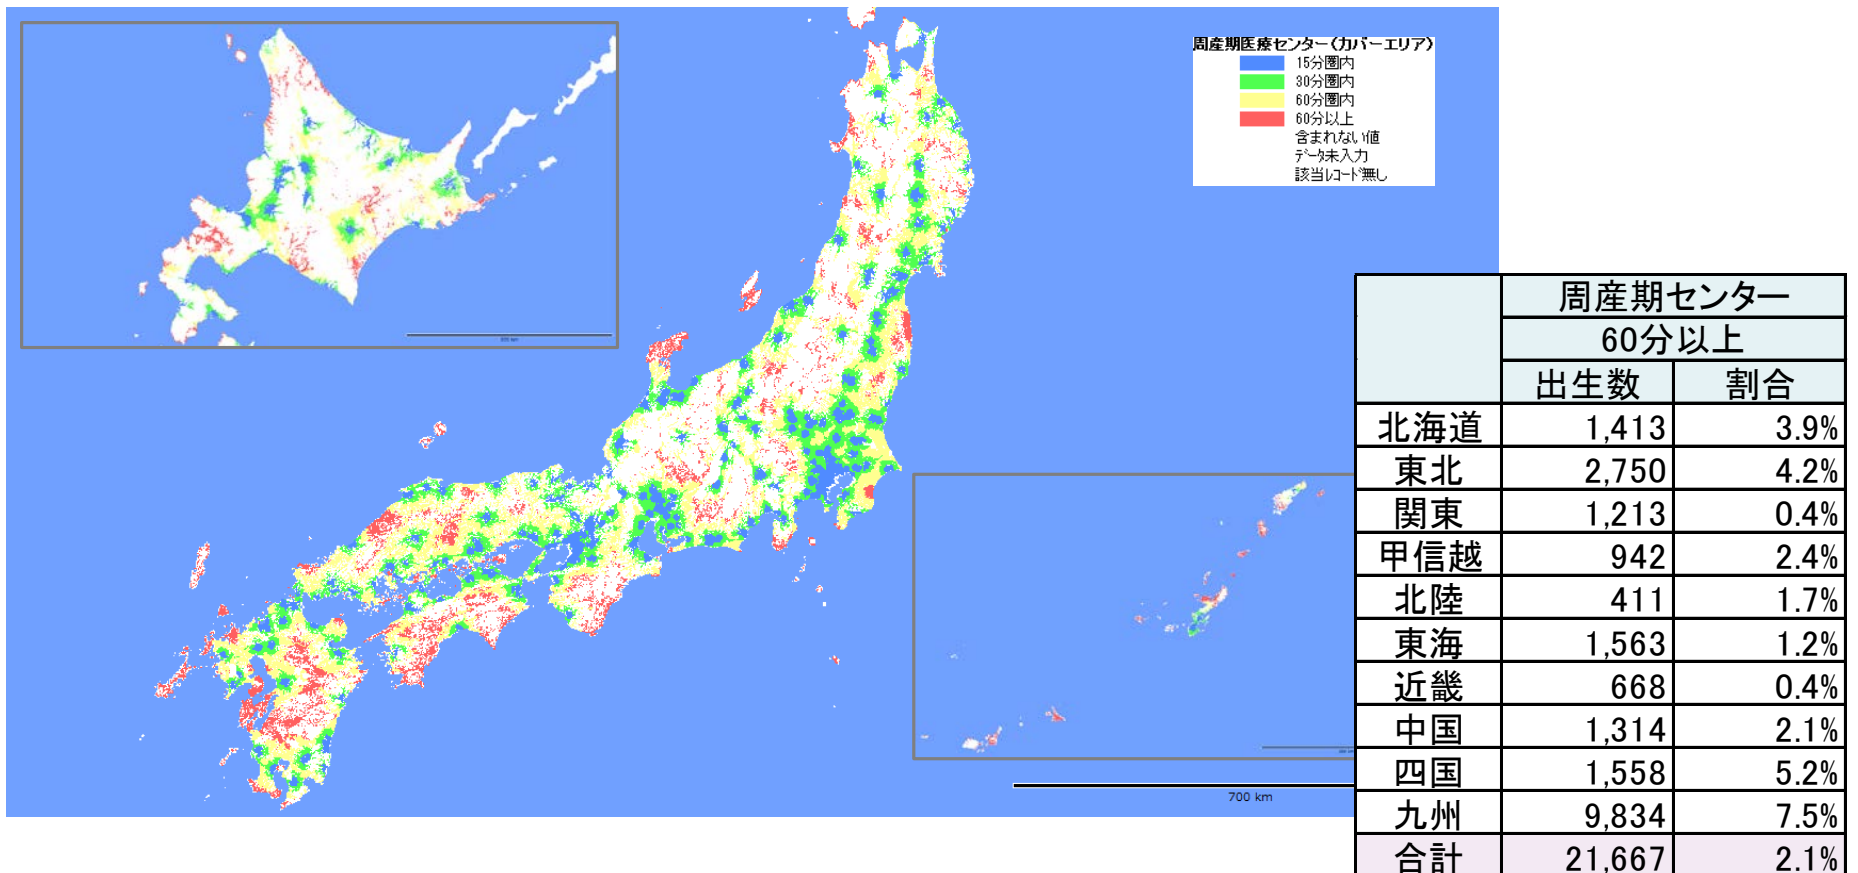 周産期医療センター(カバーエリア)
15分圏内
30分圏内
60分圏内
60分以上
含まれない値
データ未入力
該当レコード無し
700 km
周産期センター
60分以上
出生数 割合
北海道 1,413 3.9%
東北 2,750 4.2%
関東 1,213 0.4%
甲信越 942 2.4%
北陸 411 1.7%
東海 1,563 1.2%
近畿 668 0.4%
中国 1,314 2.1%
四国 1,558 5.2%
九州 9,834 7.5%
合計 21,667 2.1%